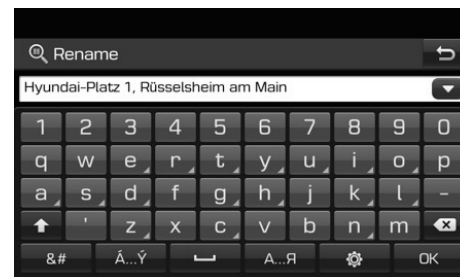 Rename
Hyundai-Platz 1, Rüsselsheim am Main
1 2 3 4 5 6 7 8 9 0
q w e r t y u i o p
a s d f g h j k l -
' z x c v b n m
&# Á...Ý А...Я OK